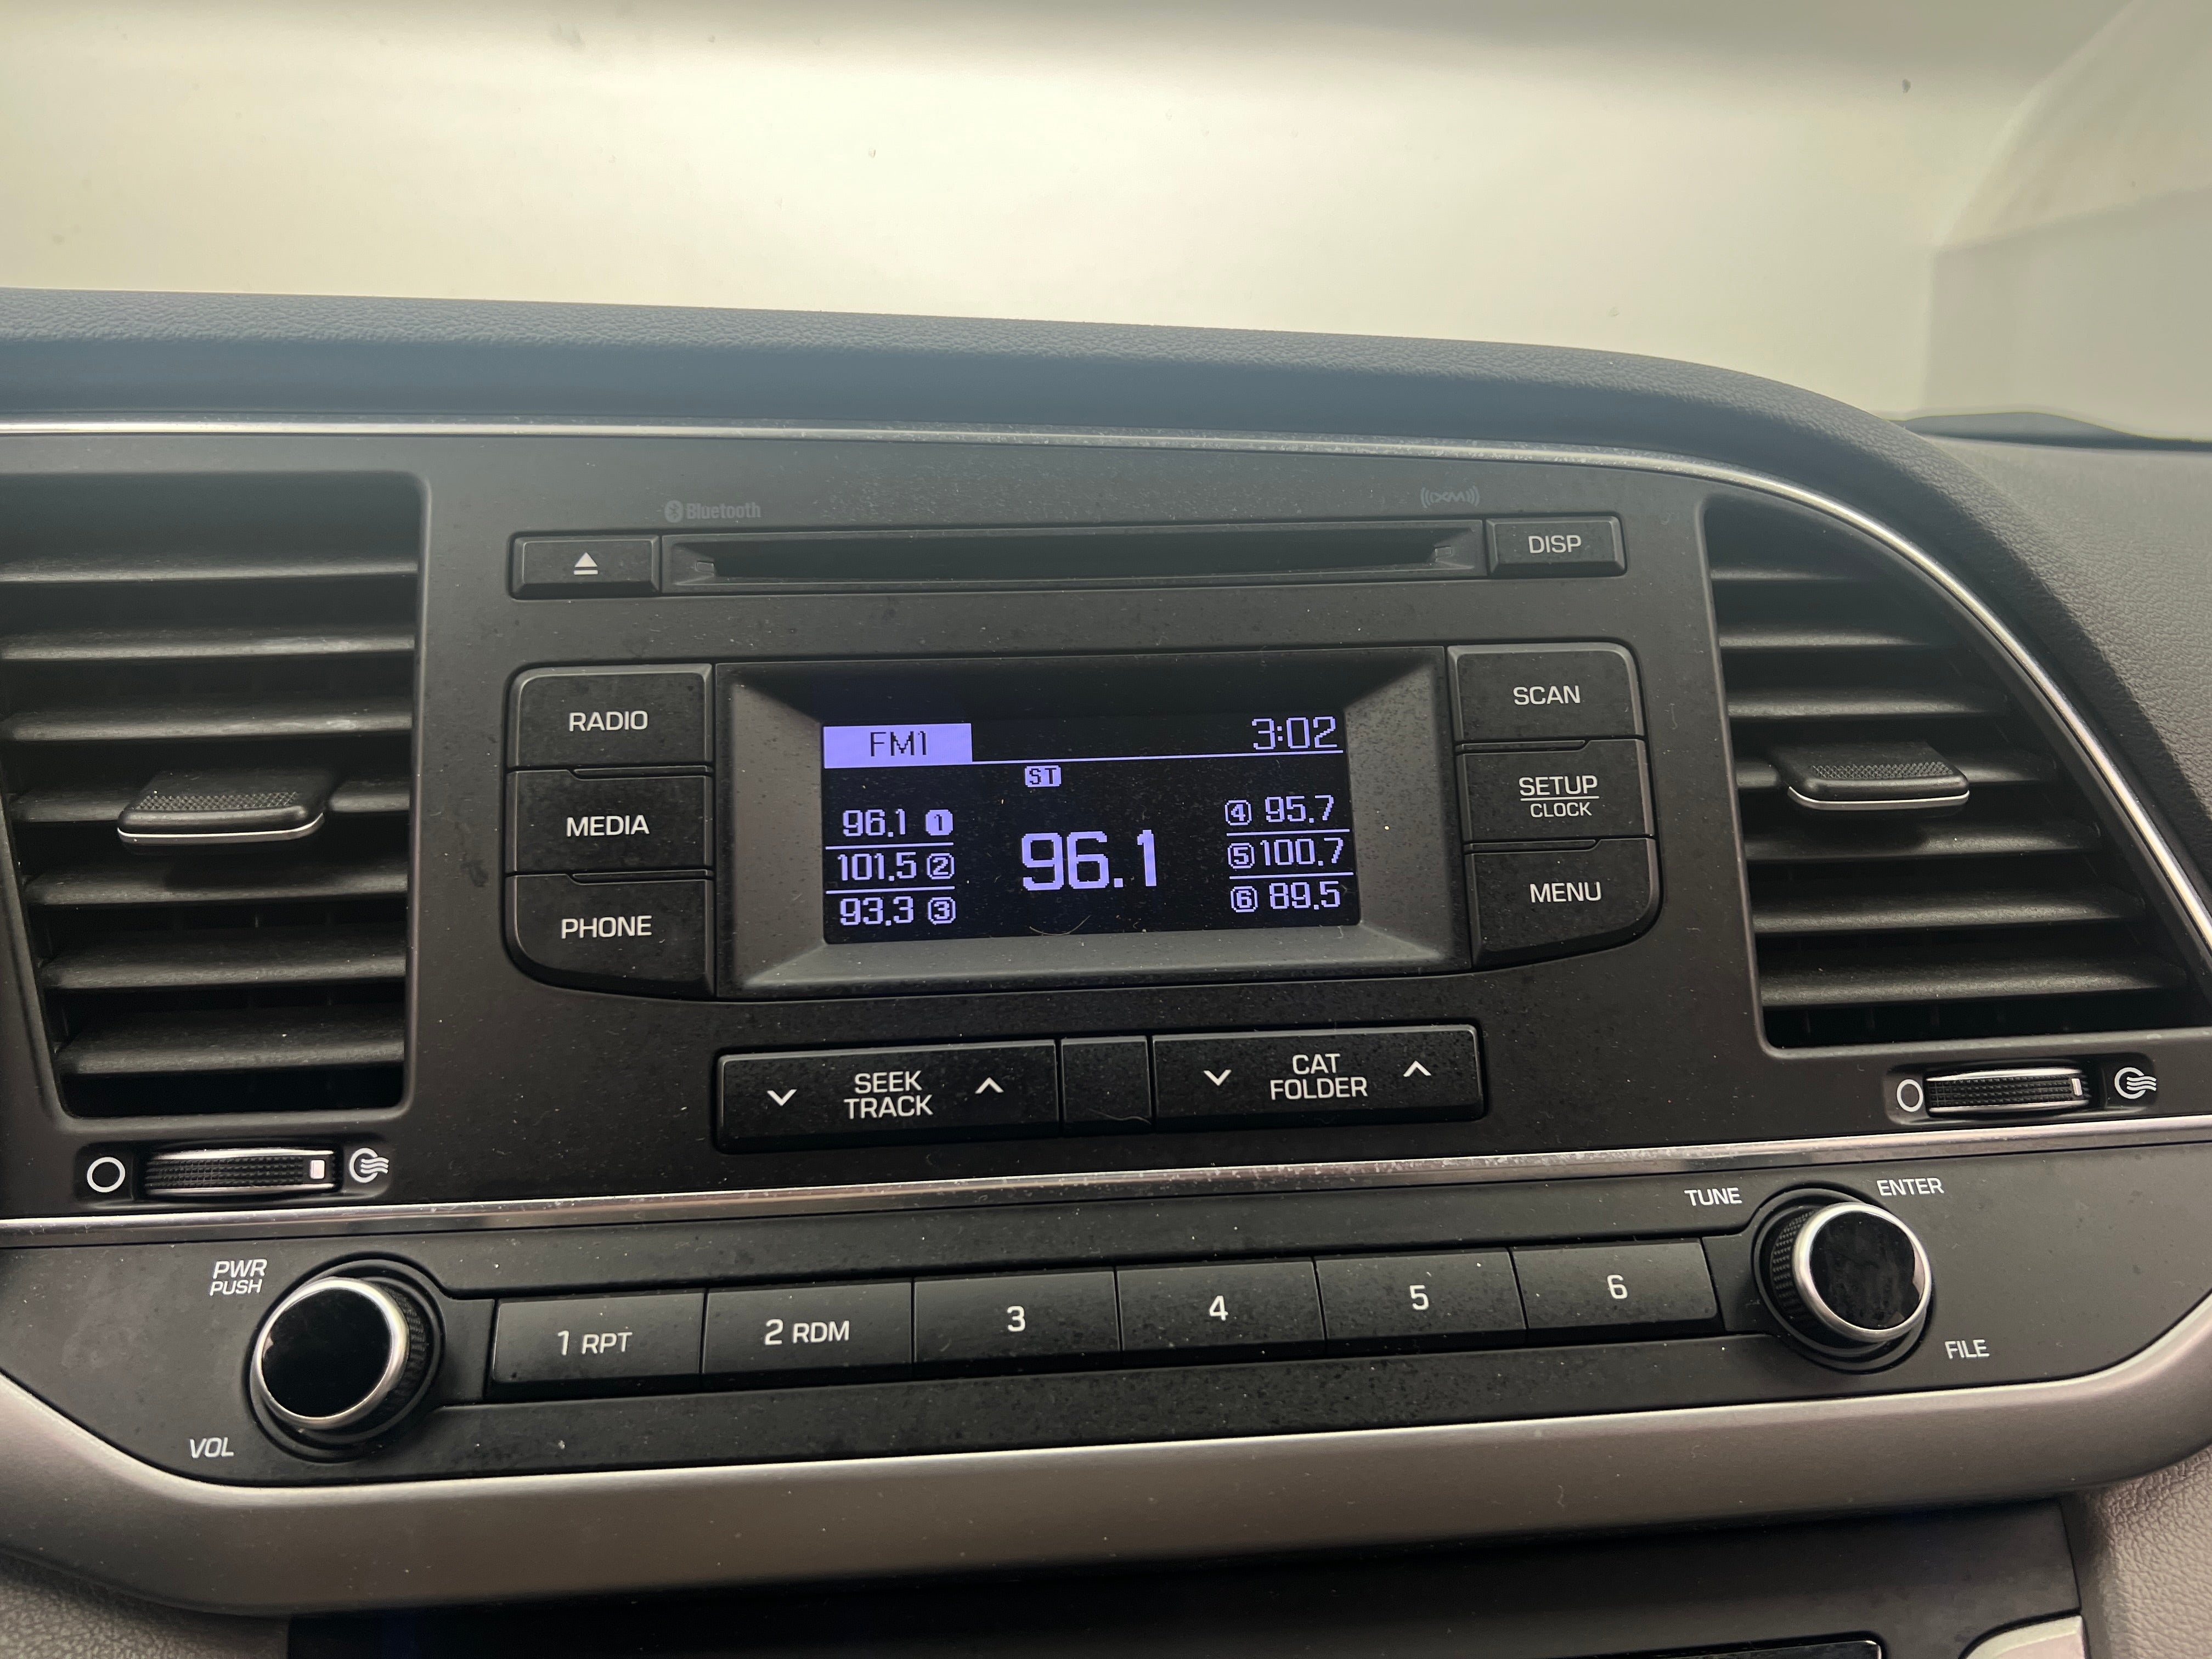 Bluetooth
((XM))
DISP
RADIO
MEDIA
PHONE
FM1
3:02
ST
96.1 1
101.5 2
93.3 3
96.1
4 95.7
5 100.7
6 89.5
SCAN
SETUP
CLOCK
MENU
SEEK
TRACK
CAT
FOLDER
PWR
PUSH
VOL
1 RPT
2 RDM
3
4
5
6
TUNE
ENTER
FILE